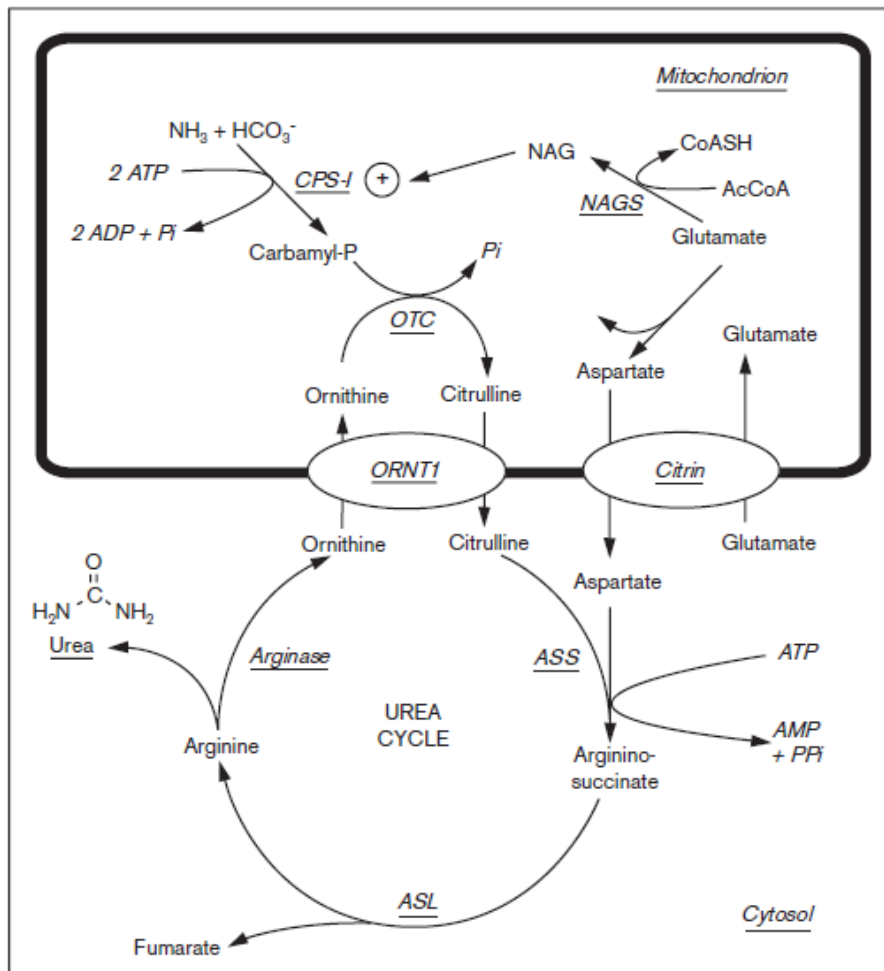 Mitochondrion
NH3 + HCO3-
2 ATP
CPS-I
+
NAG
CoASH
AcCoA
NAGS
Glutamate
2 ADP + Pi
Carbamyl-P
Pi
OTC
Glutamate
Aspartate
Ornithine
Citrulline
ORNT1
Citrin
Ornithine
Citrulline
Glutamate
Aspartate
O
C
H2N
NH2
Urea
Arginase
ASS
ATP
UREA
CYCLE
Arginine
AMP
+ PPi
Arginino-
succinate
ASL
Cytosol
Fumarate